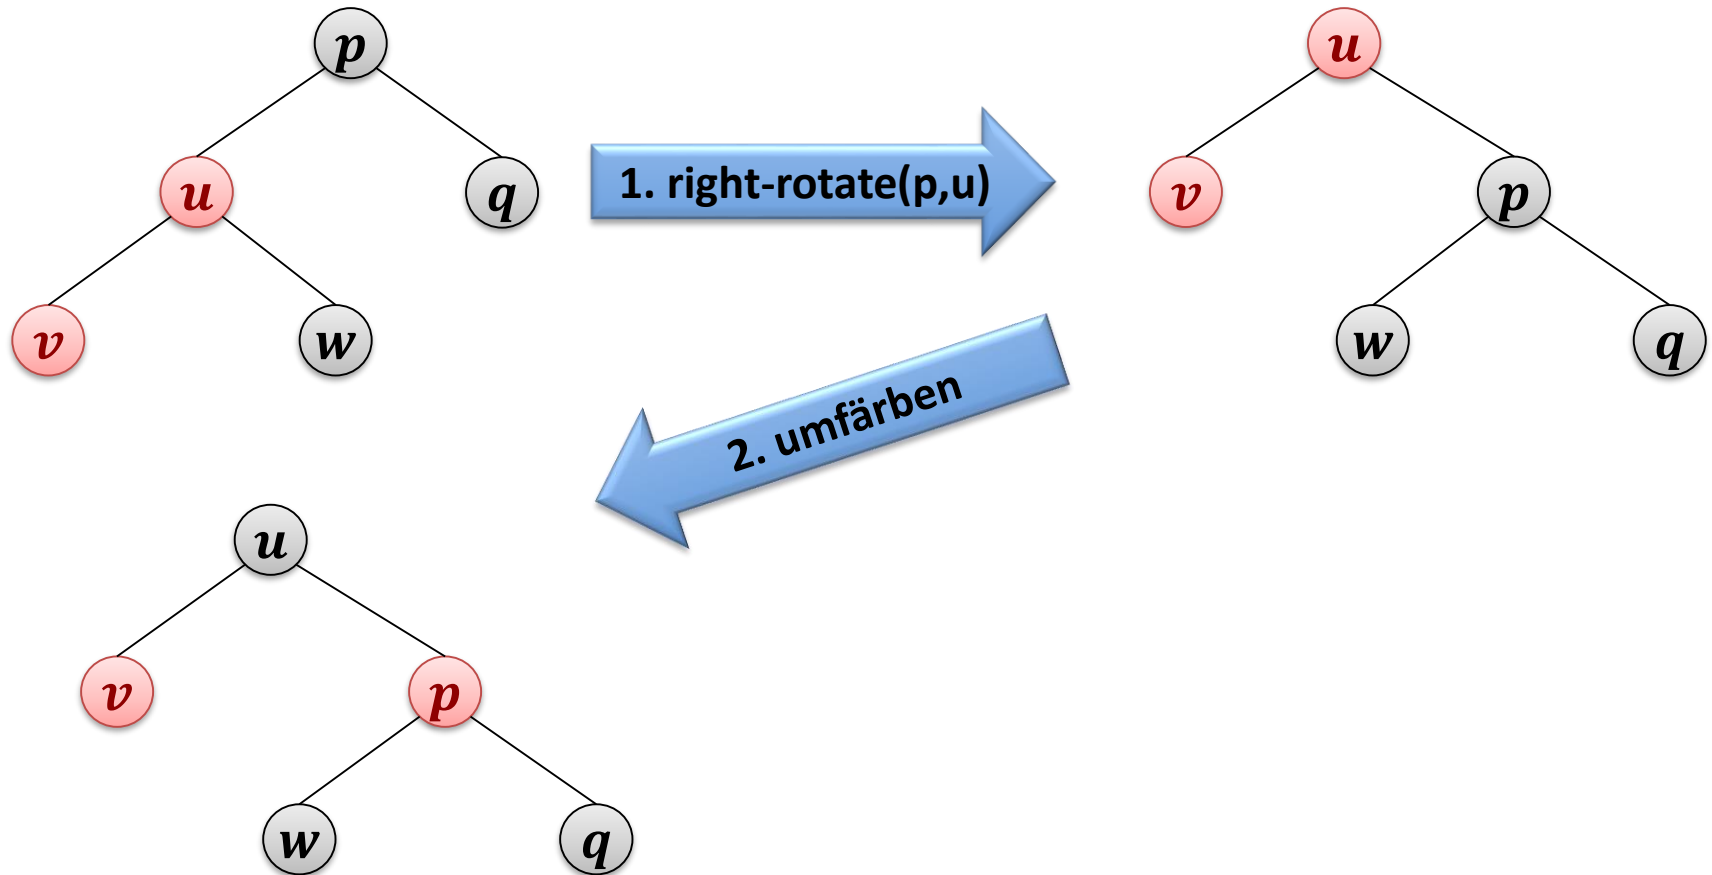 p
u
1. right-rotate(p,u)
u
q
v
p
v
w
w
q
2. umfärben
u
v
p
w
q